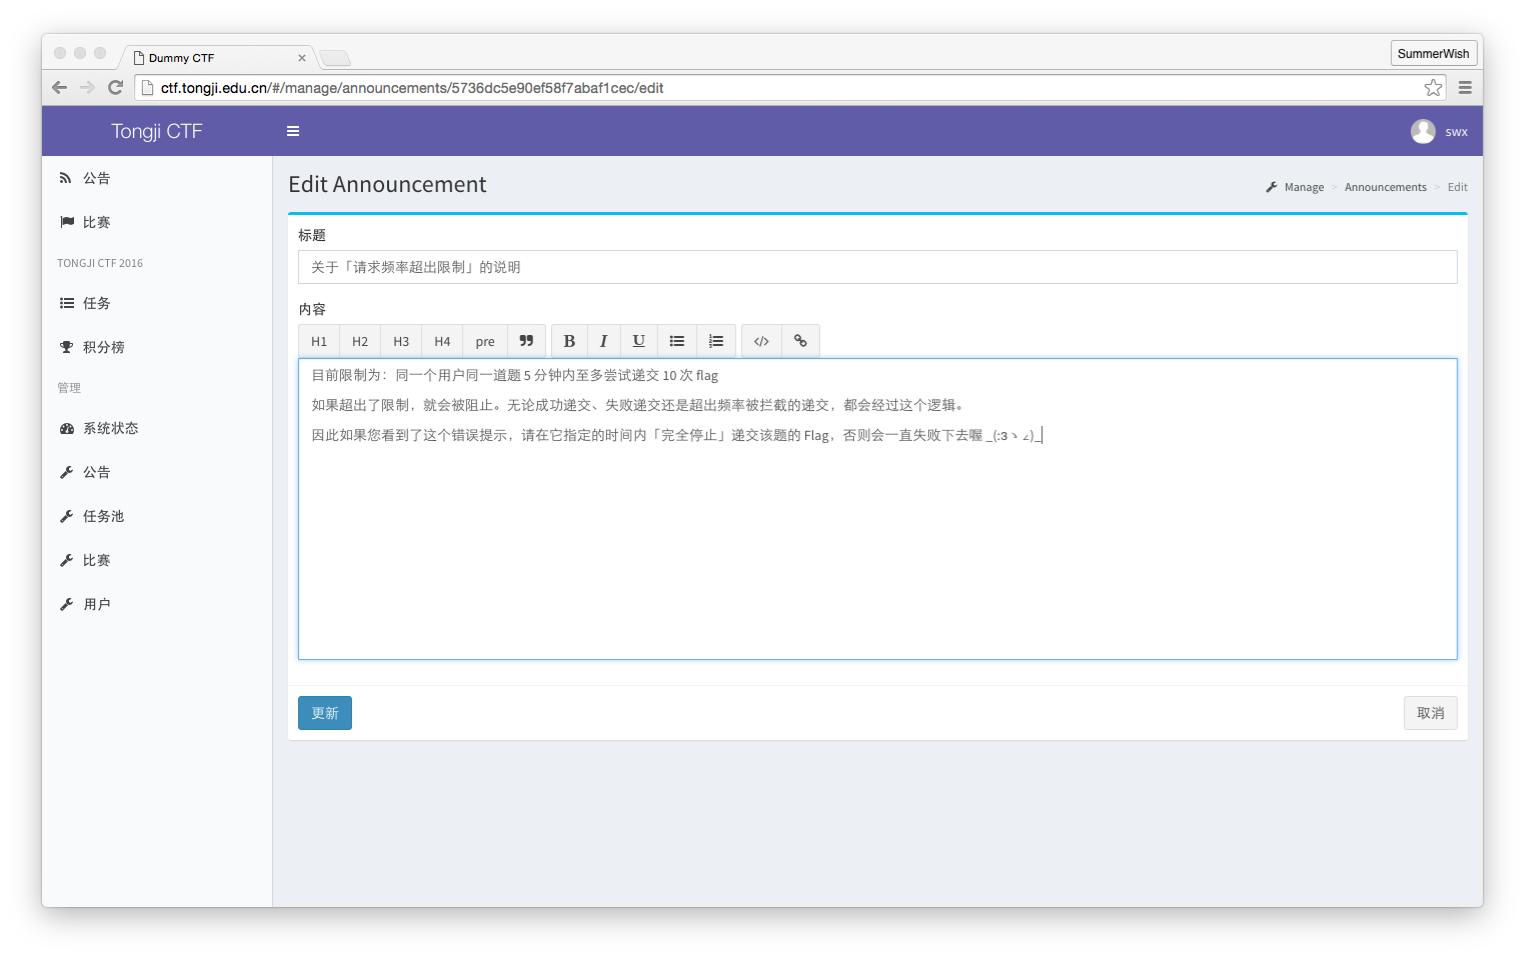 Dummy CTF
SummerWish
ctf.tongji.edu.cn/#/manage/announcements/5736dc5e90ef58f7abaf1cec/edit
Tongji CTF
swx
公告
比赛
TONGJI CTF 2016
任务
积分榜
管理
系统状态
公告
任务池
比赛
用户
Edit Announcement
Manage > Announcements > Edit
标题
关于「请求频率超出限制」的说明
内容
H1 H2 H3 H4 pre B I U </>
目前限制为：同一个用户同一道题 5 分钟内至多尝试递交 10 次 flag
如果超出了限制，就会被阻止。无论成功递交、失败递交还是超出频率被拦截的递交，都会经过这个逻辑。
因此如果您看到了这个错误提示，请在它指定的时间内「完全停止」递交该题的 Flag，否则会一直失败下去喔 _(:3ヽ∠)_
更新
取消